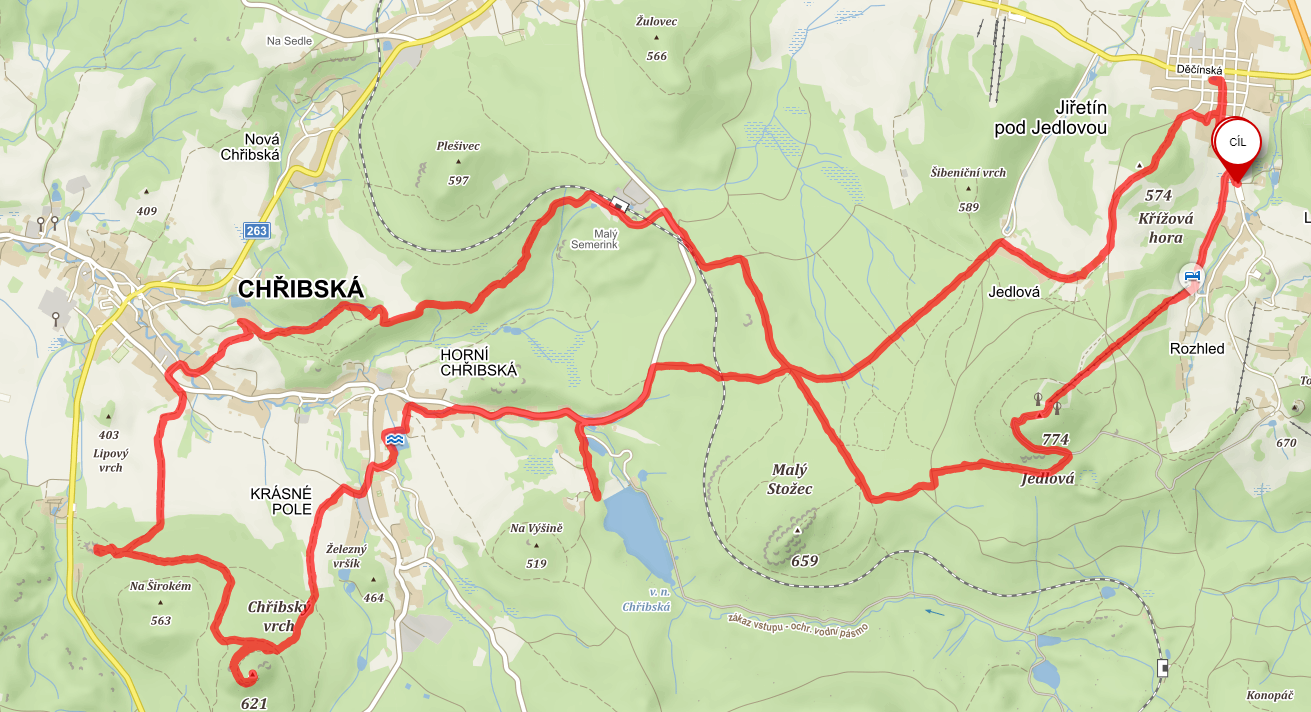 Žulovec
566
Na Sedle
Děčínská
Jiřetín
pod Jedlovou
Nová
Chřibská
Plešivec
597
CÍL
Šibeniční vrch
589
574
Křížová
hora
409
263
Malý
Semerink
L
CHŘIBSKÁ
Jedlová
Rozhled
HORNÍ
CHŘIBSKÁ
To
403
Lipový
vrch
774
Jedlová
670
Malý
Stožec
KRÁSNÉ
POLE
Na Výšině
519
659
Železný
vršík
464
Na Širokém
563
Chřibský
vrch
v. n.
Chřibská
zákaz vstupu - ochr. vodní pásmo
621
Konopáč